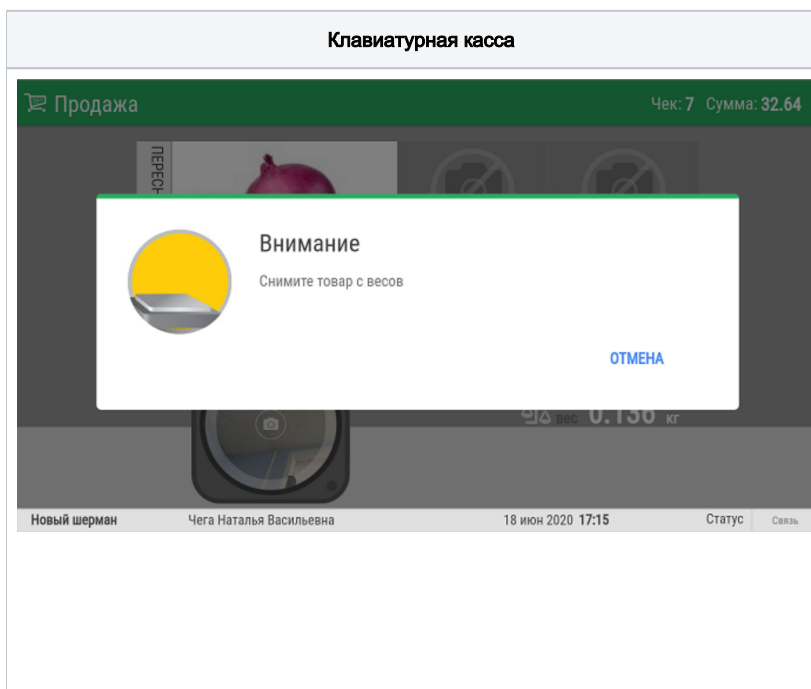 Клавиатурная касса
Продажа
Чек: 7 Сумма: 32.64
Внимание
Снимите товар с весов
ОТМЕНА
вес 0.136 кг
Новый шерман Чега Наталья Васильевна 18 июн 2020 17:15 Статус Связь